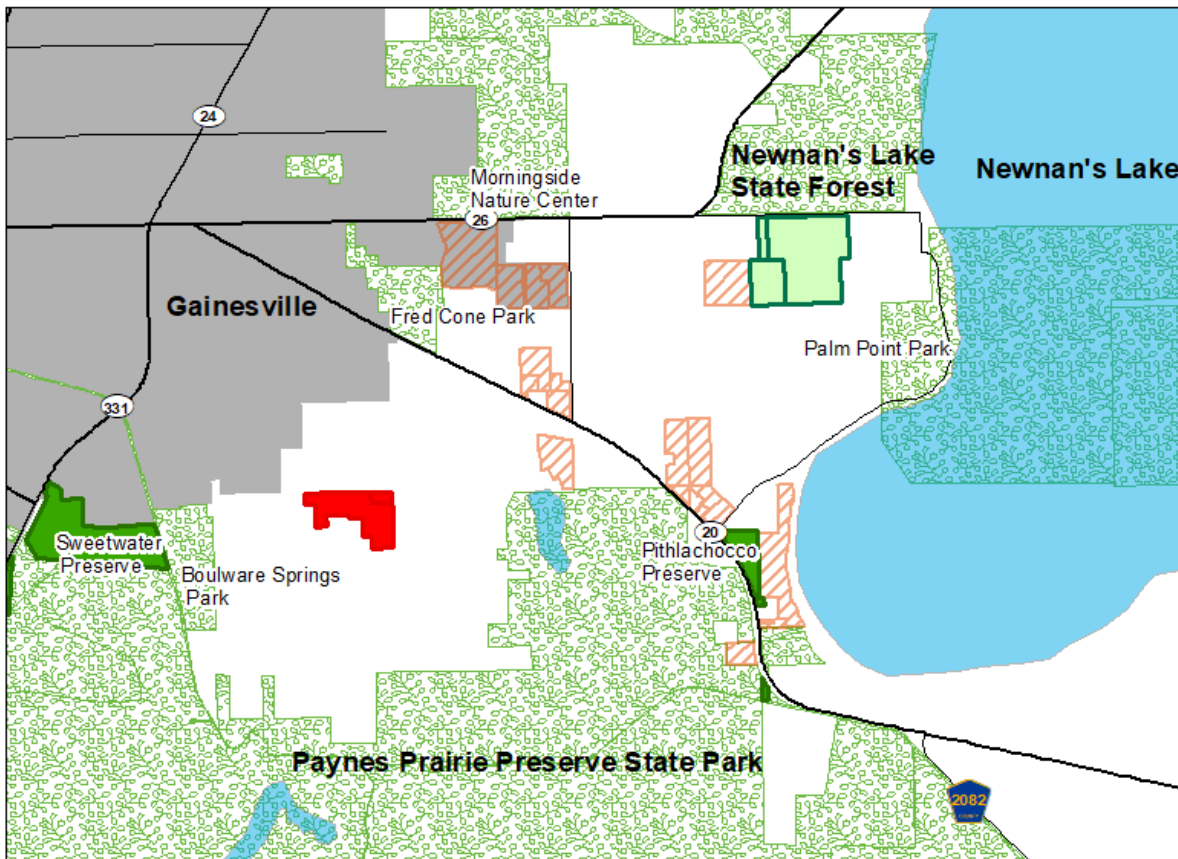 24
Newnan's Lake
State Forest
Newnan's Lake
Morningside
Nature Center
26
Gainesville
Fred Cone Park
Palm Point Park
331
20
Sweetwater
Preserve
Pithlachocco
Preserve
Boulware Springs
Park
Paynes Prairie Preserve State Park
2082
COUNTY